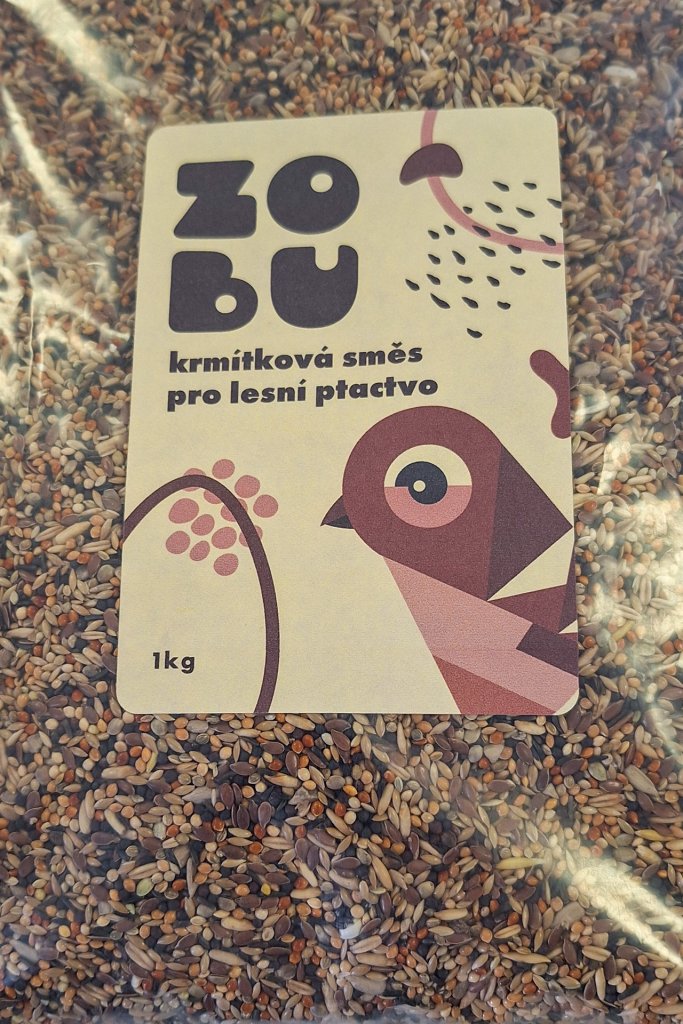 ZO
BU
krmítková směs
pro lesní ptactvo
1kg